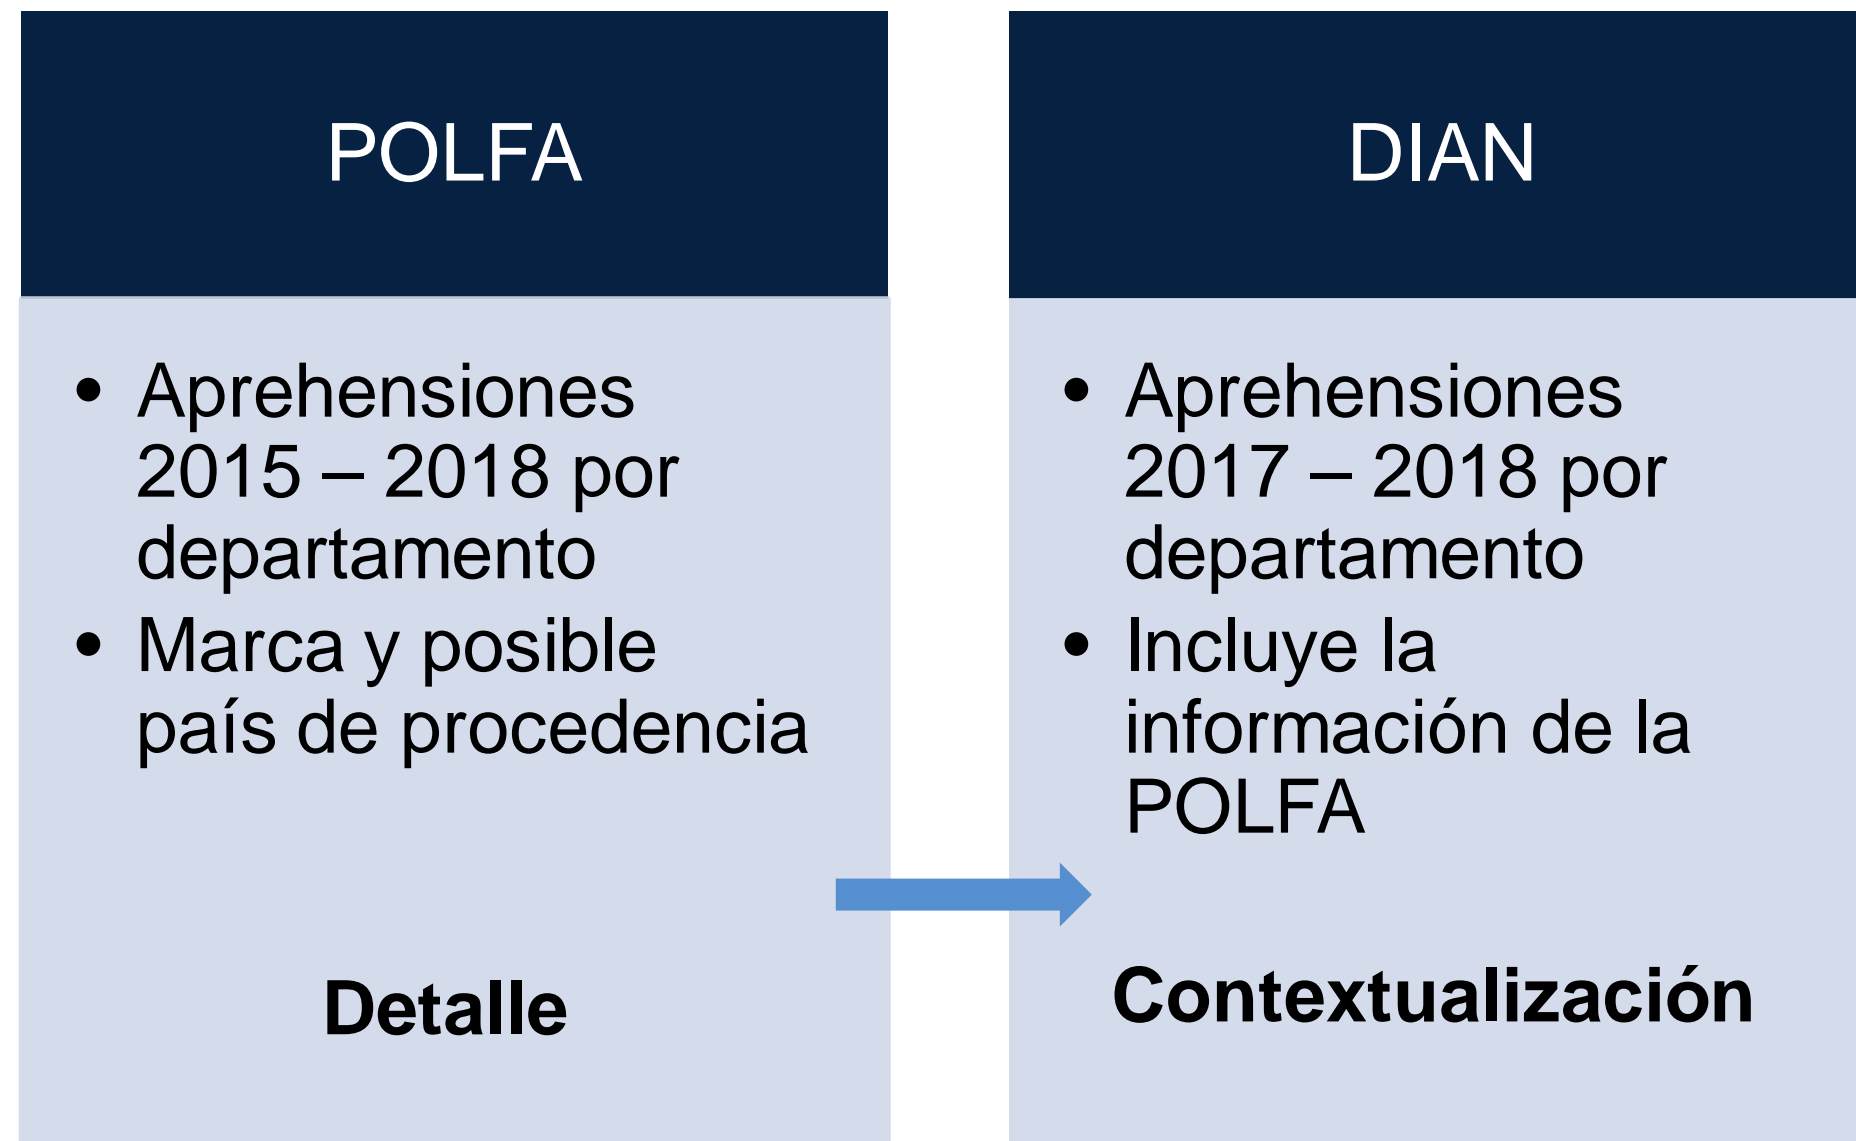 POLFA
• Aprehensiones
2015 – 2018 por
departamento
• Marca y posible
país de procedencia
Detalle
DIAN
• Aprehensiones
2017 – 2018 por
departamento
• Incluye la
información de la
POLFA
Contextualización